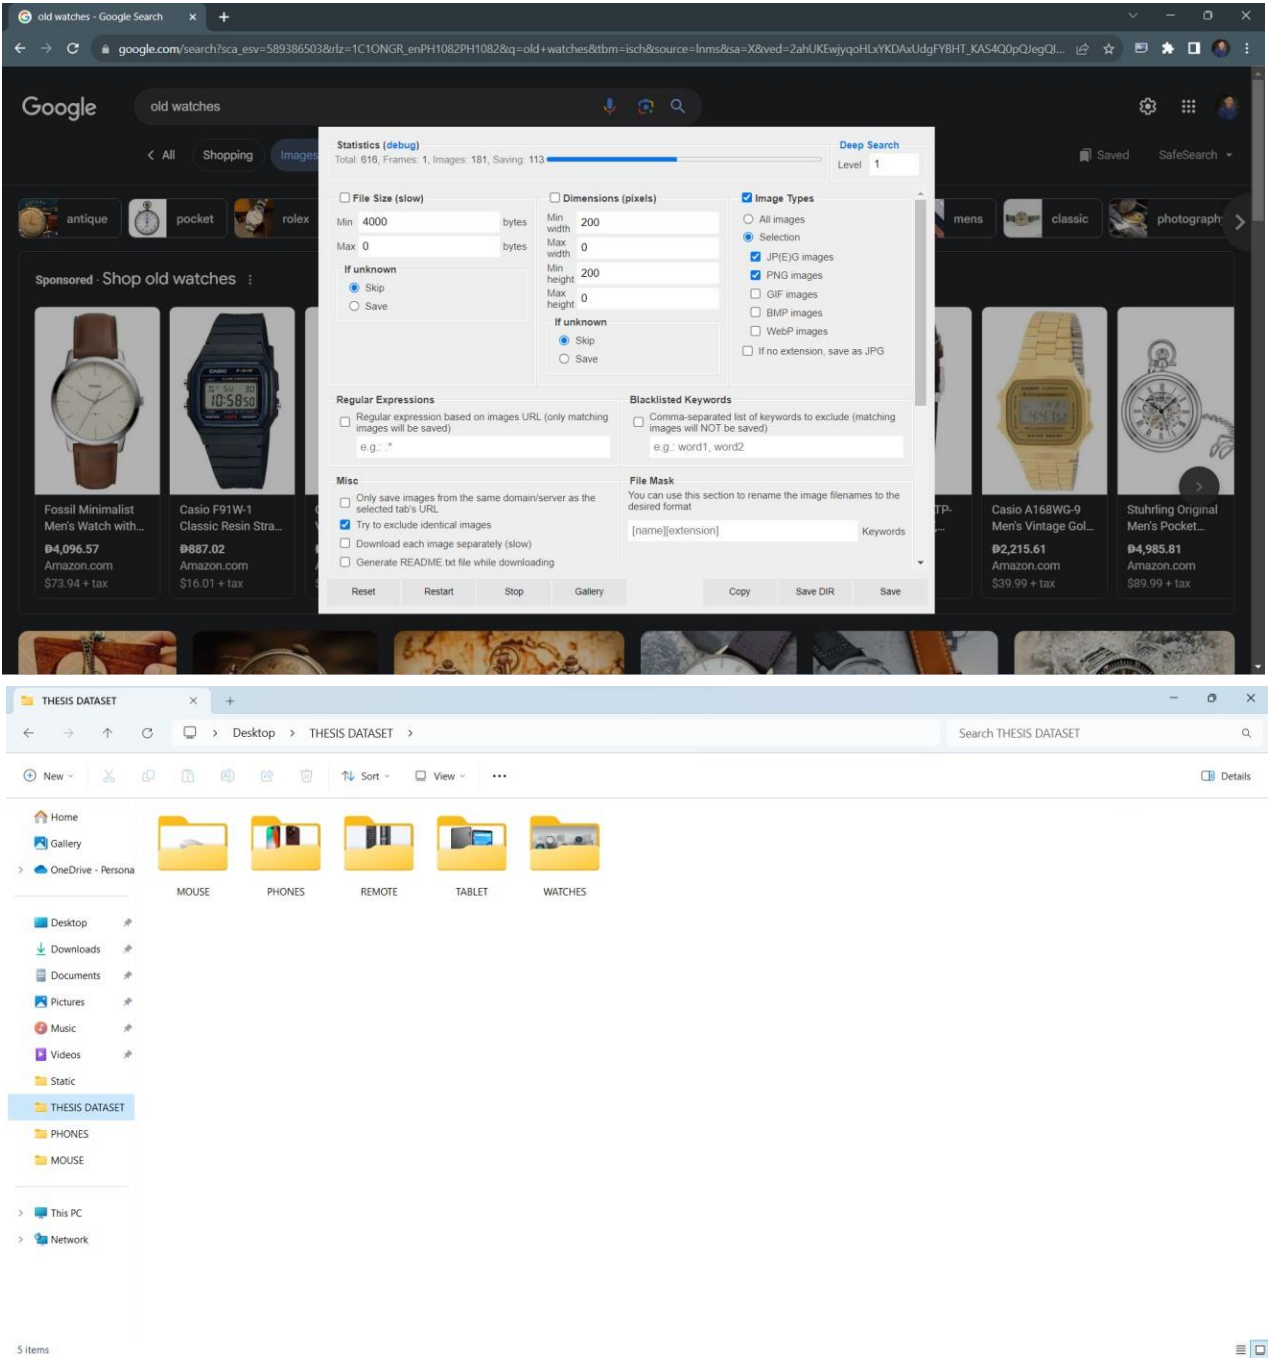 old watches - Google Search
google.com/search?sca_esv=589386503&rlz=1C1ONGR_enPH1082PH1082&q=old+watches&tbm=isch&source=lnms&sa=X&ved=2ahUKEwjyqoHLxYKDAxUdgFYBHT_KAS4Q0pQJegQI...
Google
old watches
All Shopping Images
Saved SafeSearch
antique pocket rolex mens classic photograph
Sponsored · Shop old watches
Statistics (debug)
Total: 616, Frames: 1, Images: 181, Saving: 113
Deep Search
Level 1
File Size (slow)
Min 4000 bytes
Max 0 bytes
If unknown
Skip
Save
Dimensions (pixels)
Min width 200
Max width 0
Min height 200
Max height 0
If unknown
Skip
Save
Image Types
All images
Selection
JP(E)G images
PNG images
GIF images
BMP images
WebP images
If no extension, save as JPG
Regular Expressions
Regular expression based on images URL (only matching
images will be saved)
e.g.: .*
Blacklisted Keywords
Comma-separated list of keywords to exclude (matching
images will NOT be saved)
e.g.: word1, word2
Misc
Only save images from the same domain/server as the
selected tab's URL
Try to exclude identical images
Download each image separately (slow)
Generate README.txt file while downloading
File Mask
You can use this section to rename the image filenames to the
desired format
[name][extension] Keywords
Reset Restart Stop Gallery Copy Save DIR Save
Fossil Minimalist
Men's Watch with...
₱4,096.57
Amazon.com
$73.94 + tax
CASIO F-91W
10:58 50
Casio F91W-1
Classic Resin Stra...
₱887.02
Amazon.com
$16.01 + tax
TP-
Casio A168WG-9
Men's Vintage Gol...
₱2,215.61
Amazon.com
$39.99 + tax
Stuhrling Original
Men's Pocket...
₱4,985.81
Amazon.com
$89.99 + tax
THESIS DATASET
Desktop > THESIS DATASET >
Search THESIS DATASET
New Sort View Details
Home
Gallery
OneDrive - Persona
Desktop
Downloads
Documents
Pictures
Music
Videos
Static
THESIS DATASET
PHONES
MOUSE
This PC
Network
MOUSE PHONES REMOTE TABLET WATCHES
5 items